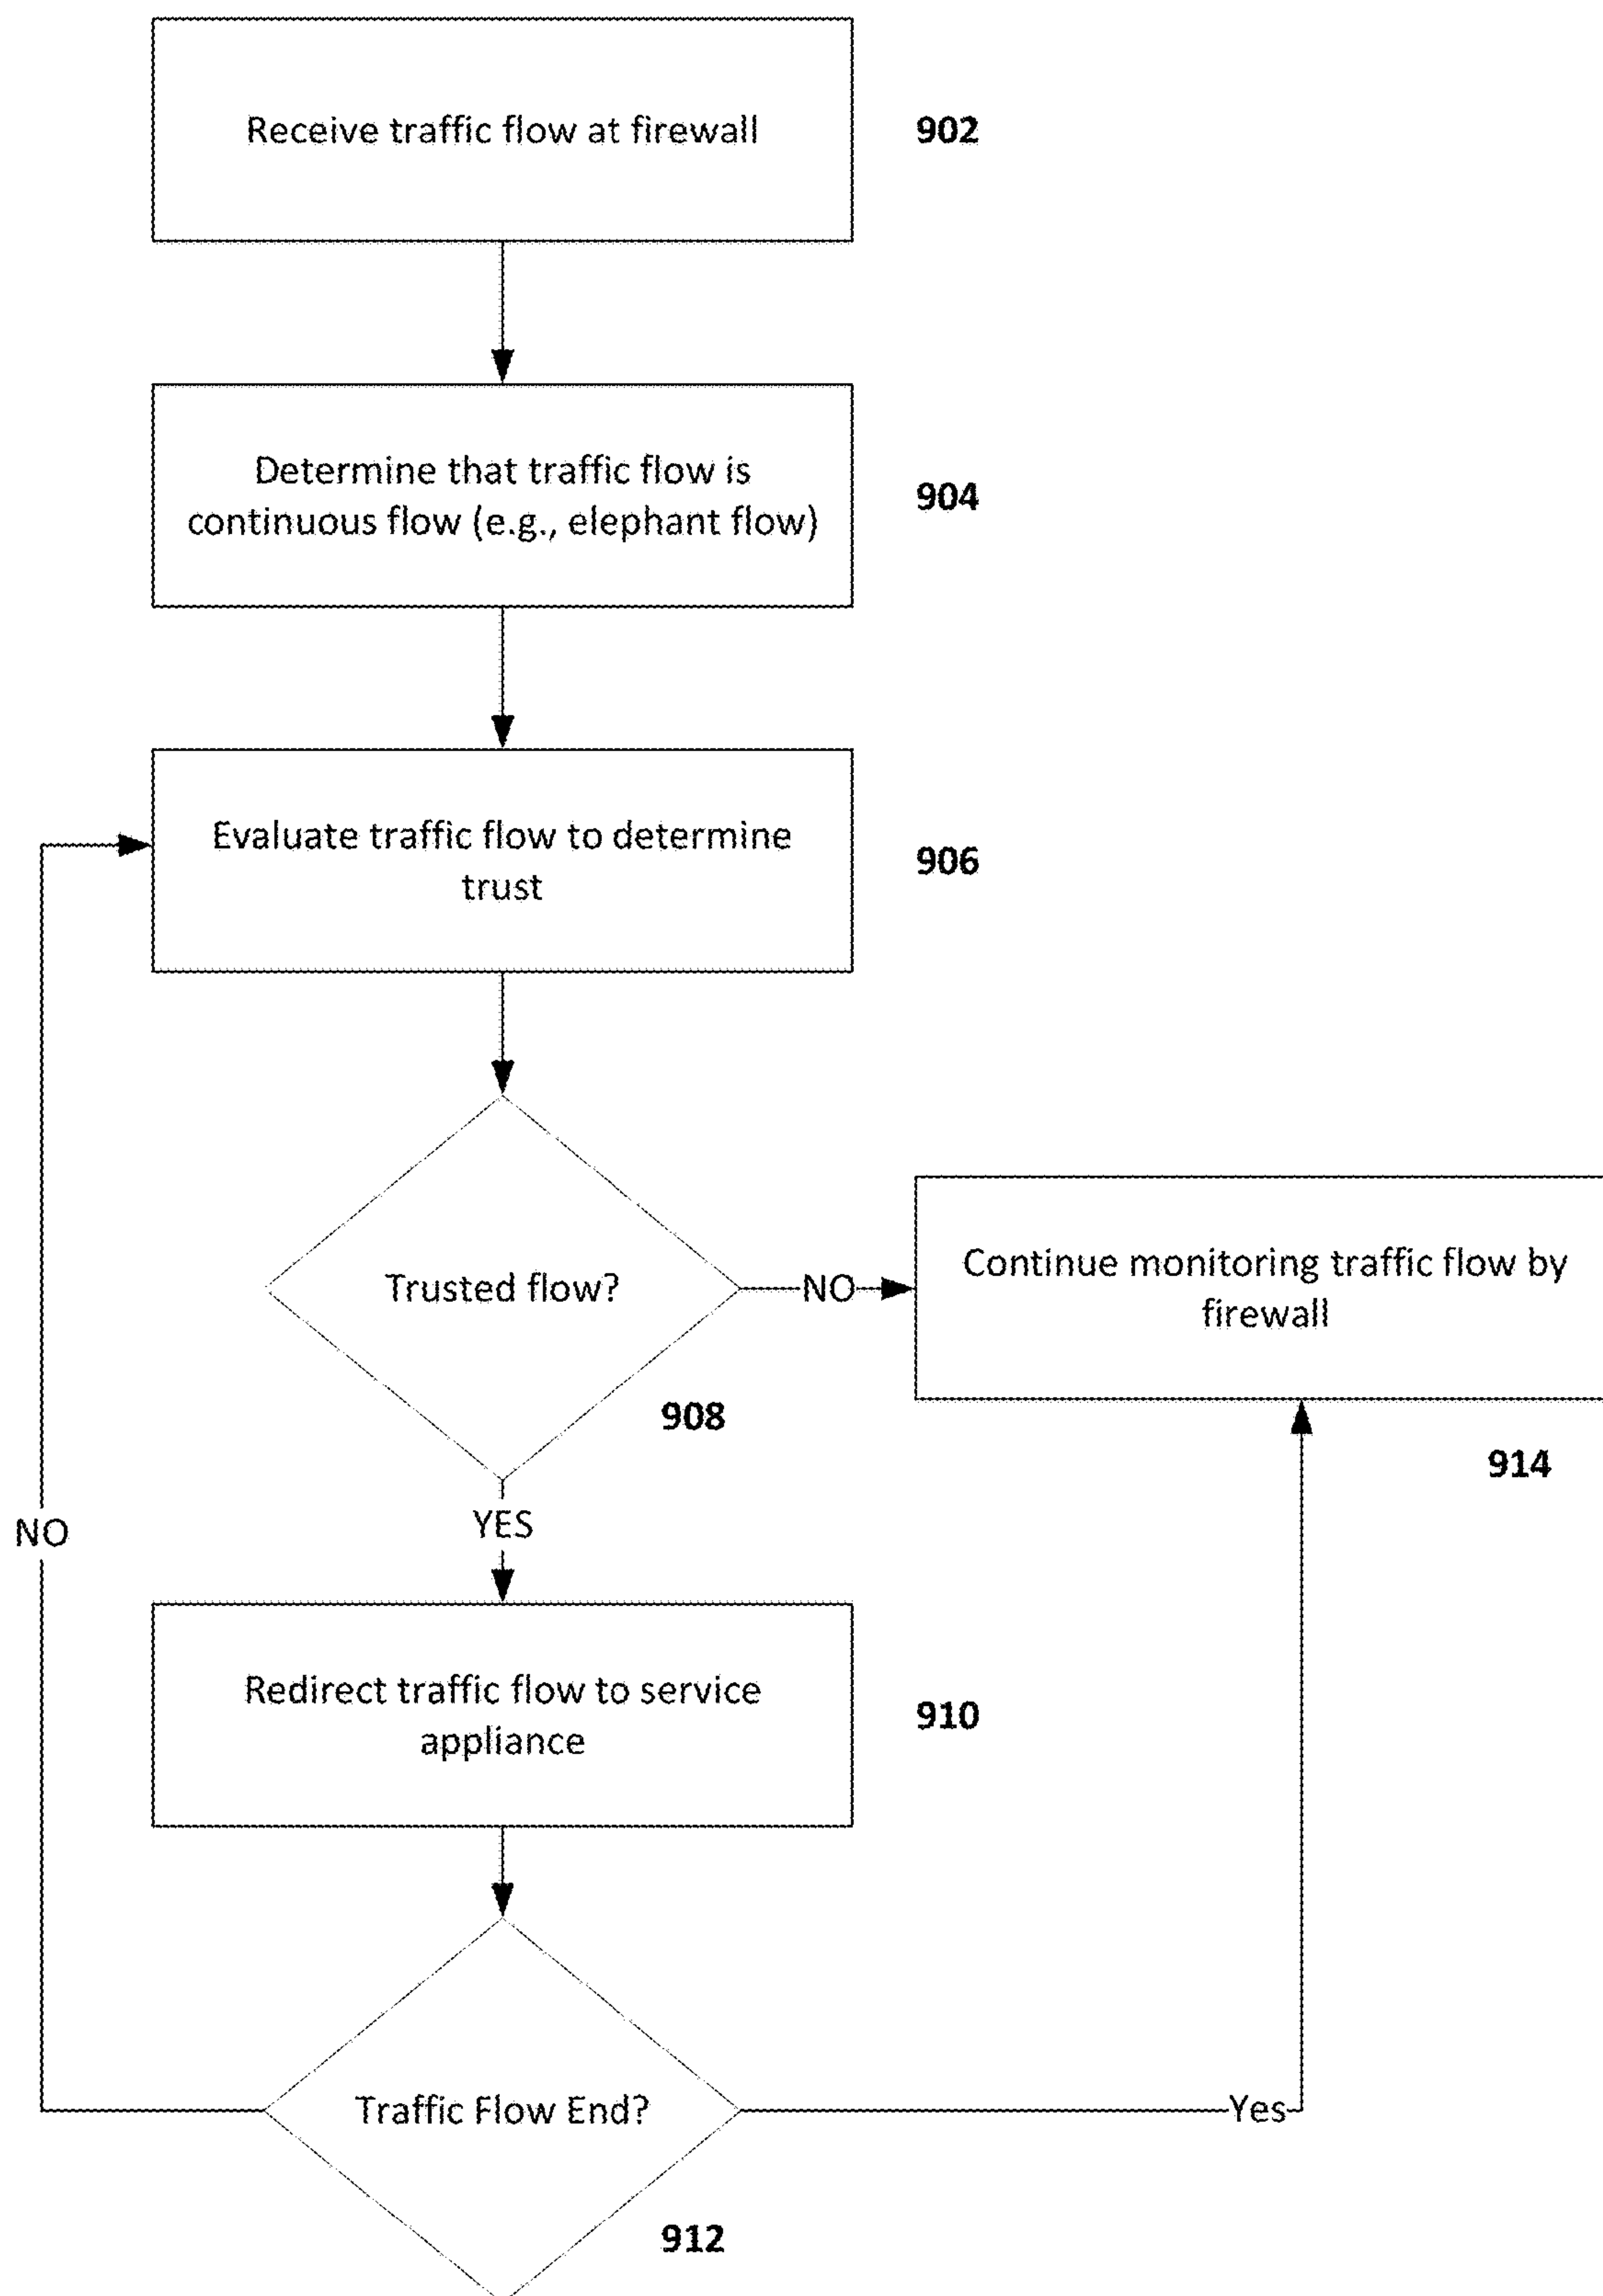 Receive traffic flow at firewall
902
Determine that traffic flow is
continuous flow (e.g., elephant flow)
904
Evaluate traffic flow to determine
trust
906
Trusted flow?
NO
Continue monitoring traffic flow by
firewall
908
914
YES
NO
Redirect traffic flow to service
appliance
910
Traffic Flow End?
Yes
912